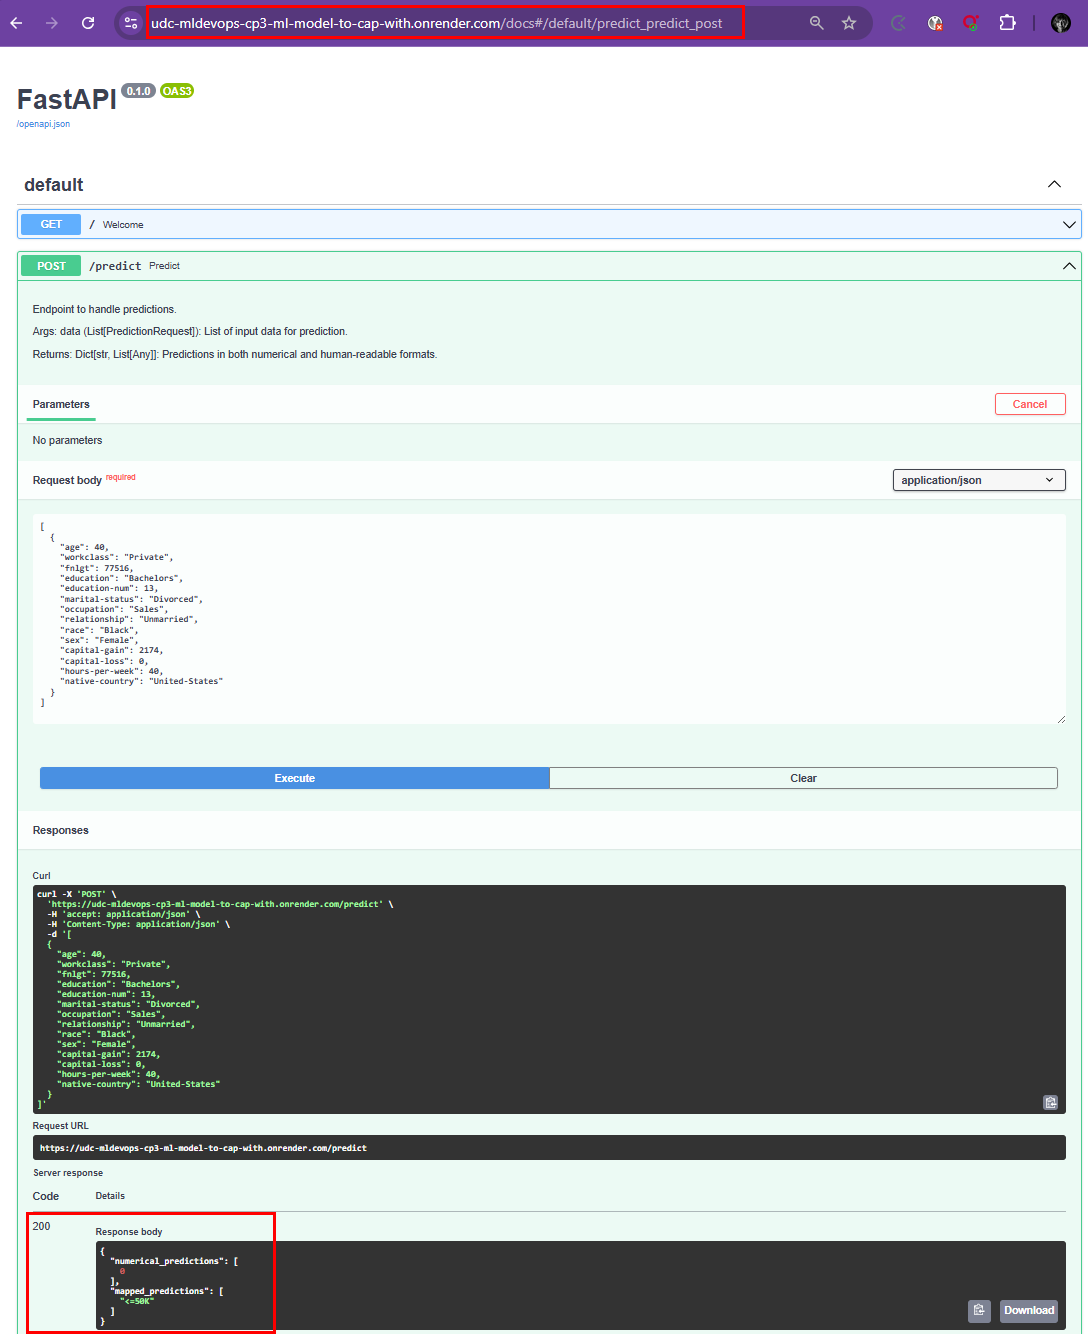 udc-mldevops-cp3-ml-model-to-cap-with.onrender.com/docs#/default/predict_predict_post
FastAPI 0.1.0 OAS3
/openapi.json
default
GET / Welcome
POST /predict Predict
Endpoint to handle predictions.
Args: data (List[PredictionRequest]): List of input data for prediction.
Returns: Dict[str, List[Any]]: Predictions in both numerical and human-readable formats.
Parameters
Cancel
No parameters
Request body required
application/json
[
  {
    "age": 40,
    "workclass": "Private",
    "fnlgt": 77516,
    "education": "Bachelors",
    "education-num": 13,
    "marital-status": "Divorced",
    "occupation": "Sales",
    "relationship": "Unmarried",
    "race": "Black",
    "sex": "Female",
    "capital-gain": 2174,
    "capital-loss": 0,
    "hours-per-week": 40,
    "native-country": "United-States"
  }
]
Execute
Clear
Responses
Curl
curl -X 'POST' \
  'https://udc-mldevops-cp3-ml-model-to-cap-with.onrender.com/predict' \
  -H 'accept: application/json' \
  -H 'Content-Type: application/json' \
  -d '[
  {
    "age": 40,
    "workclass": "Private",
    "fnlgt": 77516,
    "education": "Bachelors",
    "education-num": 13,
    "marital-status": "Divorced",
    "occupation": "Sales",
    "relationship": "Unmarried",
    "race": "Black",
    "sex": "Female",
    "capital-gain": 2174,
    "capital-loss": 0,
    "hours-per-week": 40,
    "native-country": "United-States"
  }
]'
Request URL
https://udc-mldevops-cp3-ml-model-to-cap-with.onrender.com/predict
Server response
Code Details
200
Response body
{
  "numerical_predictions": [
    0
  ],
  "mapped_predictions": [
    "<=50K"
  ]
}
Download